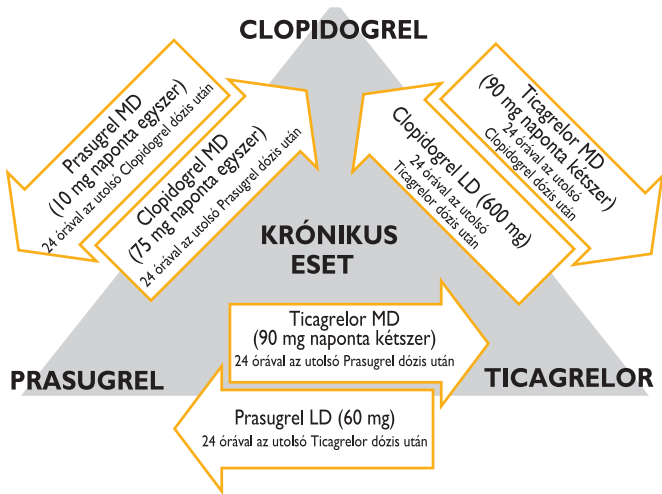 CLOPIDOGREL
Prasugrel MD
(10 mg naponta egyszer)
24 órával az utolsó Clopidogrel dózis után
Clopidogrel MD
(75 mg naponta egyszer)
24 órával az utolsó Prasugrel dózis után
Ticagrelor MD
(90 mg naponta kétszer)
24 órával az utolsó
Clopidogrel dózis után
Clopidogrel LD (600 mg)
24 órával az utolsó
Ticagrelor dózis után
KRÓNIKUS
ESET
Ticagrelor MD
(90 mg naponta kétszer)
24 órával az utolsó Prasugrel dózis után
PRASUGREL
TICAGRELOR
Prasugrel LD (60 mg)
24 órával az utolsó Ticagrelor dózis után